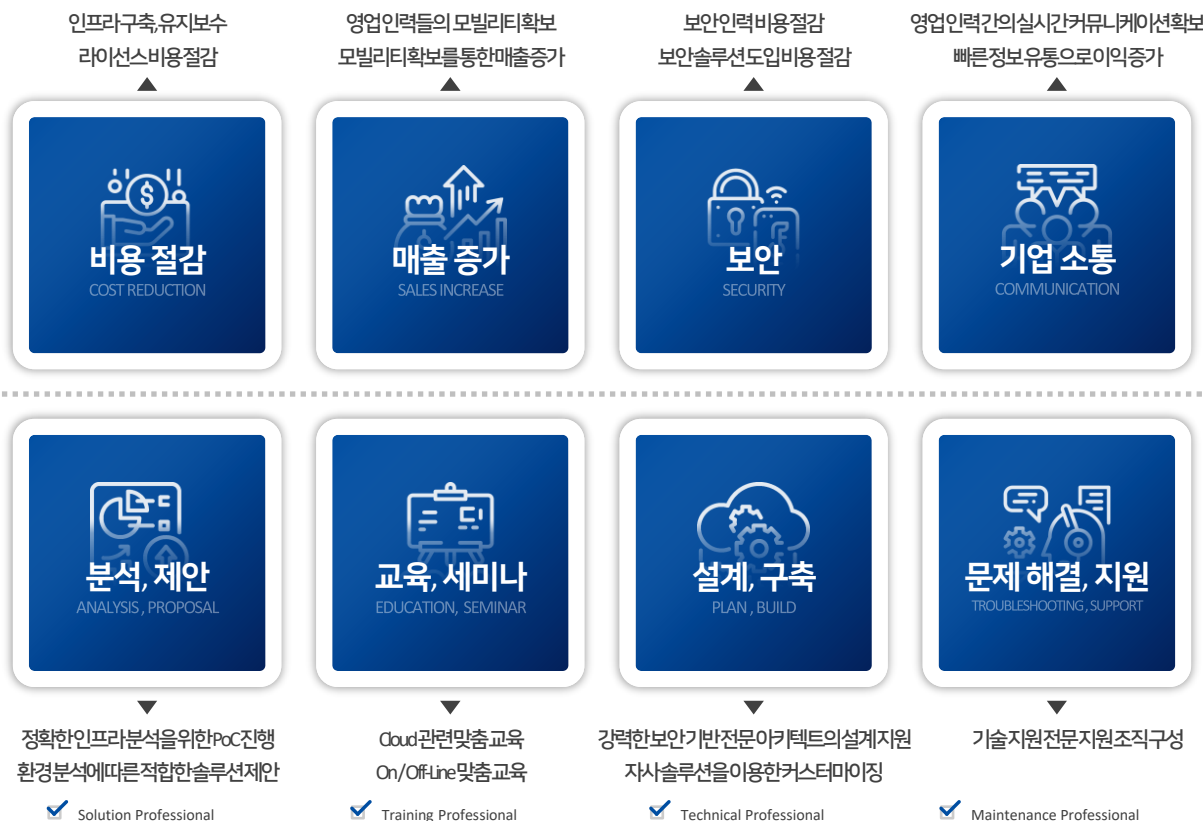 인프라 구축, 유지보수
라이선스 비용 절감
영업 인력들의 모빌리티 확보
모빌리티 확보를 통한 매출 증가
보안 인력 비용 절감
보안 솔루션 도입 비용 절감
영업 인력 간의 실시간 커뮤니케이션 확보
빠른 정보 유통으로 이익 증가
비용 절감
COST REDUCTION
매출 증가
SALES INCREASE
보안
SECURITY
기업 소통
COMMUNICATION
분석, 제안
ANALYSIS , PROPOSAL
교육, 세미나
EDUCATION, SEMINAR
설계, 구축
PLAN , BUILD
문제 해결, 지원
TROUBLESHOOTING , SUPPORT
정확한 인프라 분석을 위한 PoC 진행
환경 분석에 따른 적합한 솔루션 제안
Cloud 관련 맞춤 교육
On / Off-Line 맞춤 교육
강력한 보안 기반 전문 아키텍트의 설계 지원
자사 솔루션을 이용한 커스터마이징
기술 지원 전문 지원 조직 구성
Solution Professional
Training Professional
Technical Professional
Maintenance Professional